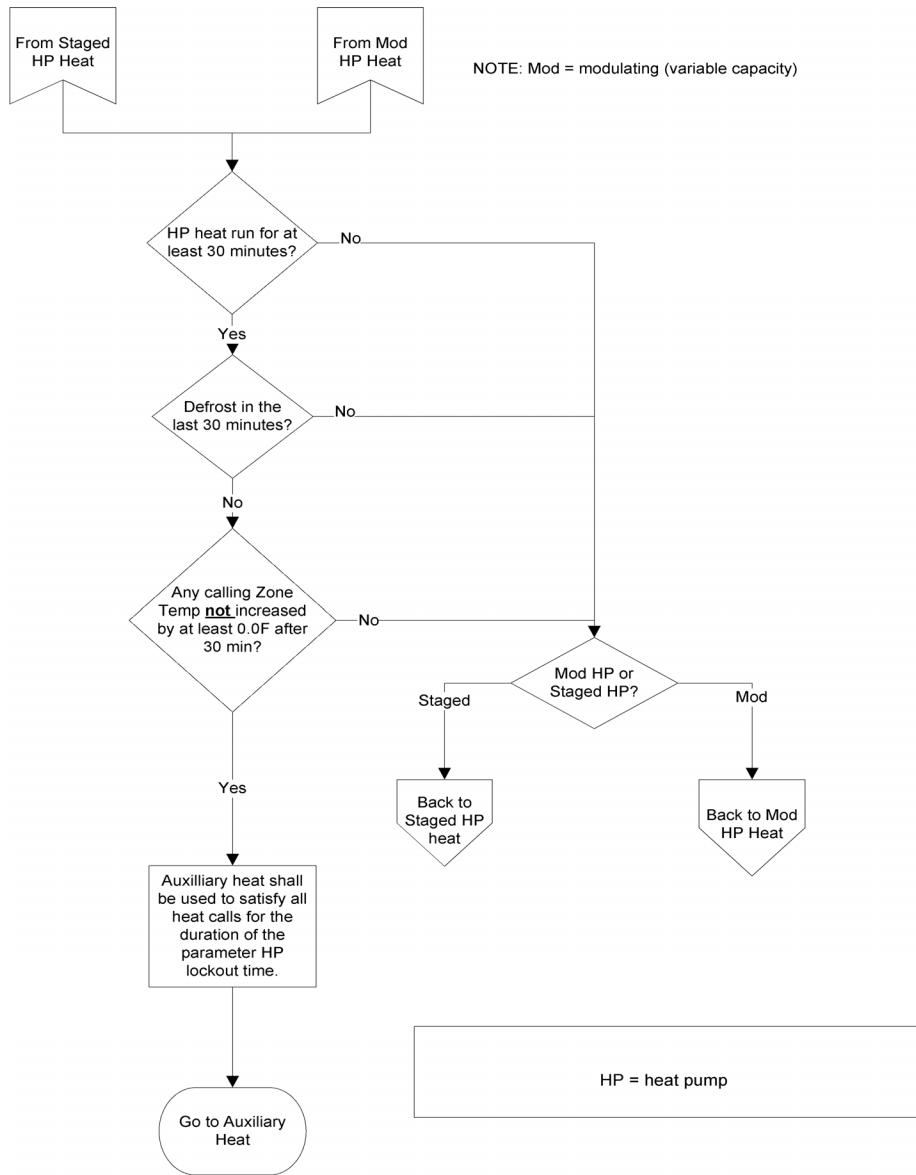 From Staged
HP Heat
From Mod
HP Heat
NOTE: Mod = modulating (variable capacity)
HP heat run for at
least 30 minutes?
No
Yes
Defrost in the
last 30 minutes?
No
No
Any calling Zone
Temp not increased
by at least 0.0F after
30 min?
No
Mod HP or
Staged HP?
Staged
Mod
Yes
Back to
Staged HP
heat
Back to Mod
HP Heat
Auxilliary heat shall
be used to satisfy all
heat calls for the
duration of the
parameter HP
lockout time.
HP = heat pump
Go to Auxiliary
Heat